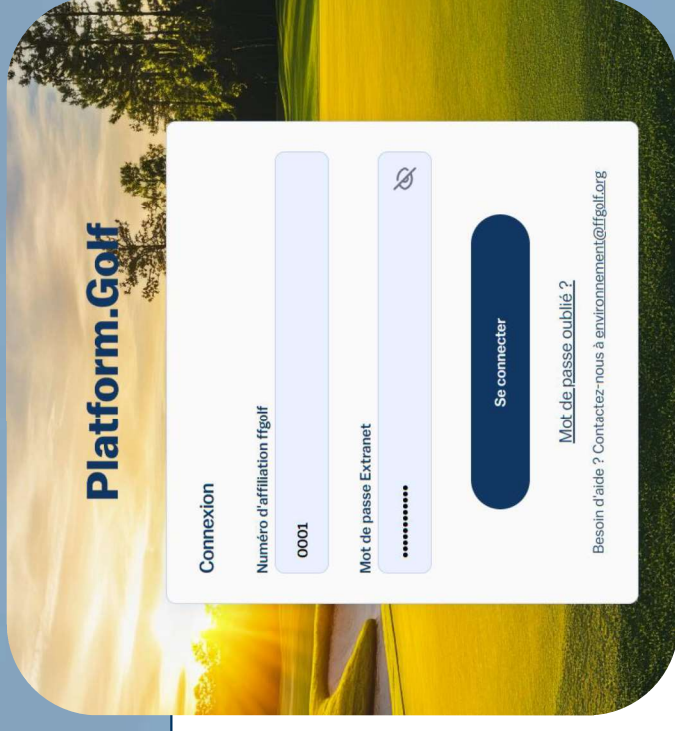 Platform.Golf
Connexion
Numéro d'affiliation ffgolf
0001
Mot de passe Extranet
••••••••••••
Se connecter
Mot de passe oublié ?
Besoin d'aide ? Contactez-nous à environnement@ffgolf.org